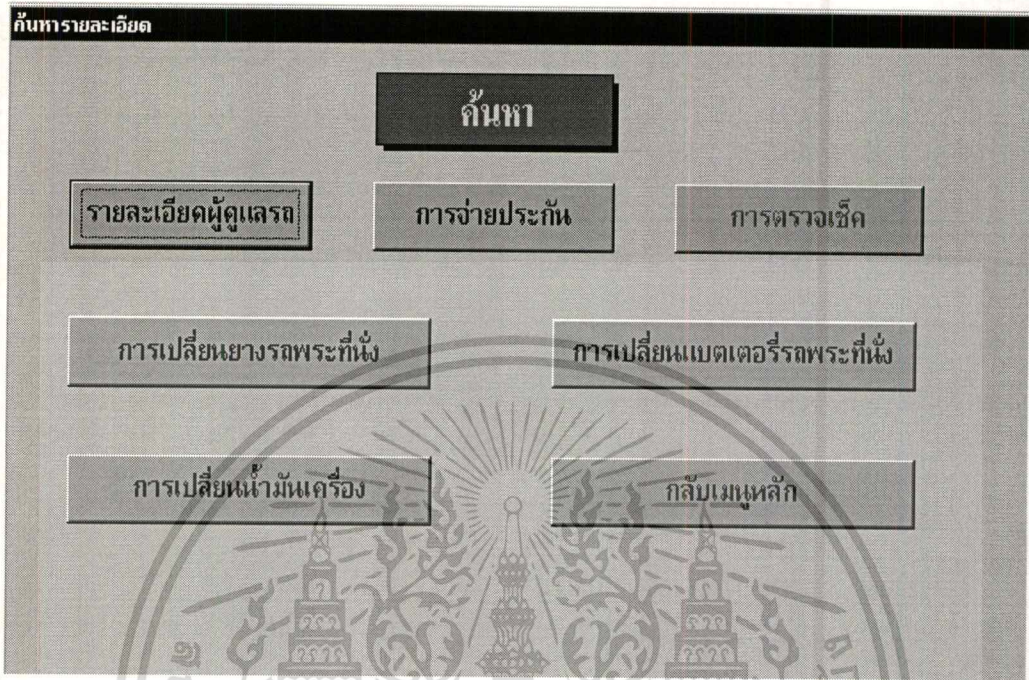 ค้นหารายละเอียด
ค้นหา
รายละเอียดผู้ดูแลรถ
การจ่ายประกัน
การตรวจเช็ค
การเปลี่ยนยางรถพระที่นั่ง
การเปลี่ยนแบตเตอรี่รถพระที่นั่ง
การเปลี่ยนน้ำมันเครื่อง
กลับเมนูหลัก